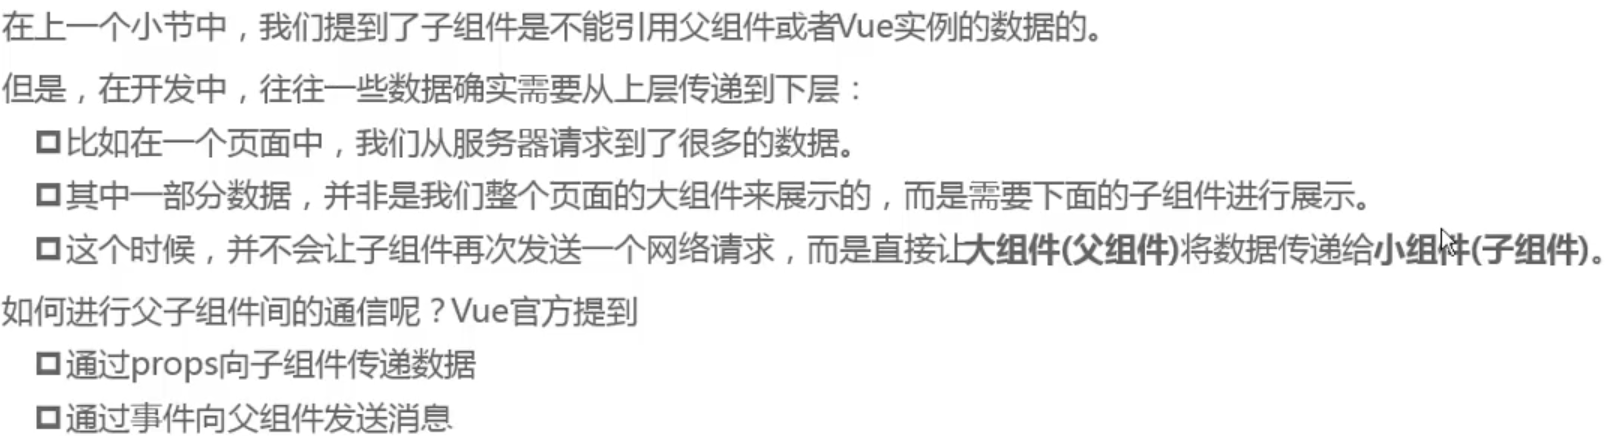 在上一个小节中，我们提到了子组件是不能引用父组件或者Vue实例的数据的。
但是，在开发中，往往一些数据确实需要从上层传递到下层：
比如在一个页面中，我们从服务器请求到了很多的数据。
其中一部分数据，并非是我们整个页面的大组件来展示的，而是需要下面的子组件进行展示。
这个时候，并不会让子组件再次发送一个网络请求，而是直接让大组件(父组件)将数据传递给小组件(子组件)。
如何进行父子组件间的通信呢？Vue官方提到
通过props向子组件传递数据
通过事件向父组件发送消息